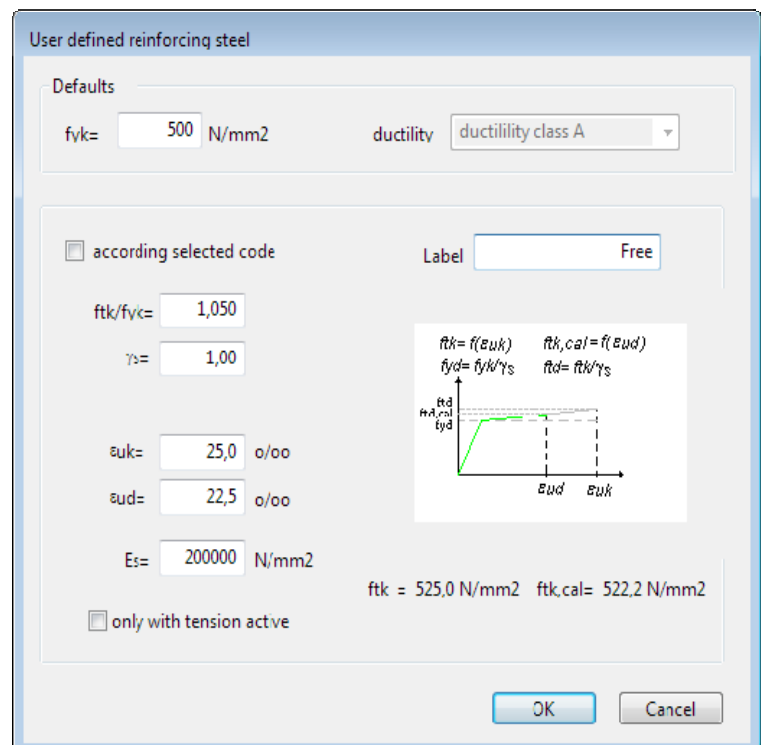 User defined reinforcing steel
Defaults
fyk= 500 N/mm2 ductility ductilility class A
according selected code Label Free
ftk/fyk= 1,050
γs= 1,00
ftk= f(εuk) ftk,cal=f(εud)
fyd= fyk/γs ftd= ftk/γs
ftd
ftd,cal
fyd
εud εuk
εuk= 25,0 o/oo
εud= 22,5 o/oo
Es= 200000 N/mm2
ftk = 525,0 N/mm2 ftk,cal= 522,2 N/mm2
only with tension active
OK Cancel